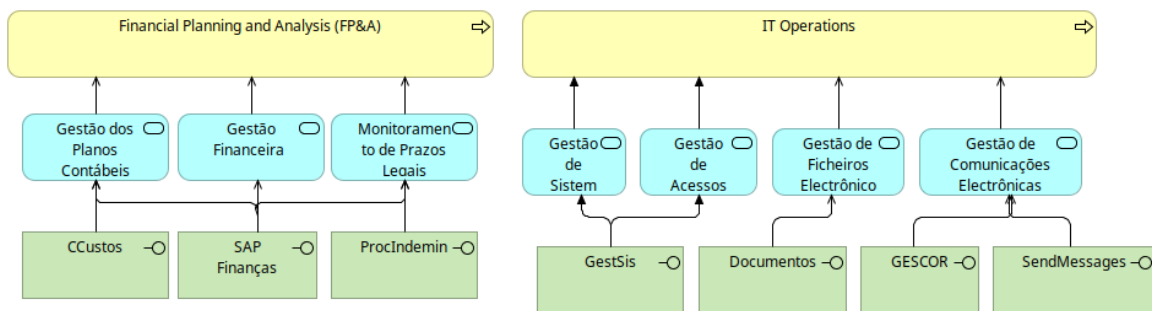 Financial Planning and Analysis (FP&A)
IT Operations
Gestão dos
Planos
Contábeis
Gestão
Financeira
Monitoramen
to de Prazos
Legais
Gestão
de
Sistem
Gestão
de
Acessos
Gestão de
Ficheiros
Electrônico
Gestão de
Comunicações
Electrônicas
CCustos
SAP
Finanças
ProcIndemin
GestSis
Documentos
GESCOR
SendMessages